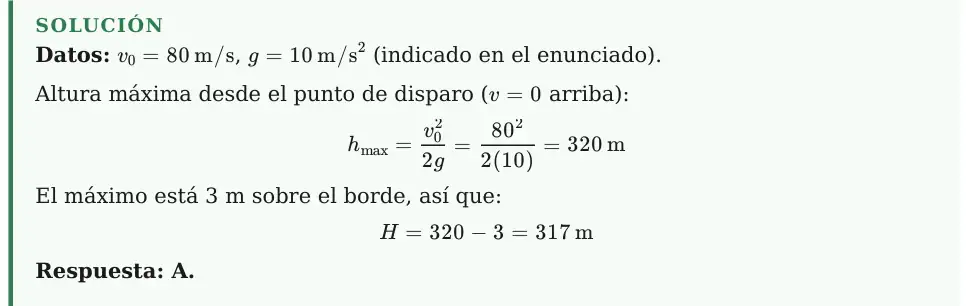 SOLUCIÓN
Datos: v₀ = 80 m/s, g = 10 m/s² (indicado en el enunciado).
Altura máxima desde el punto de disparo (v = 0 arriba):
h_max = v₀²/2g = 80²/2(10) = 320 m
El máximo está 3 m sobre el borde, así que:
H = 320 − 3 = 317 m
Respuesta: A.